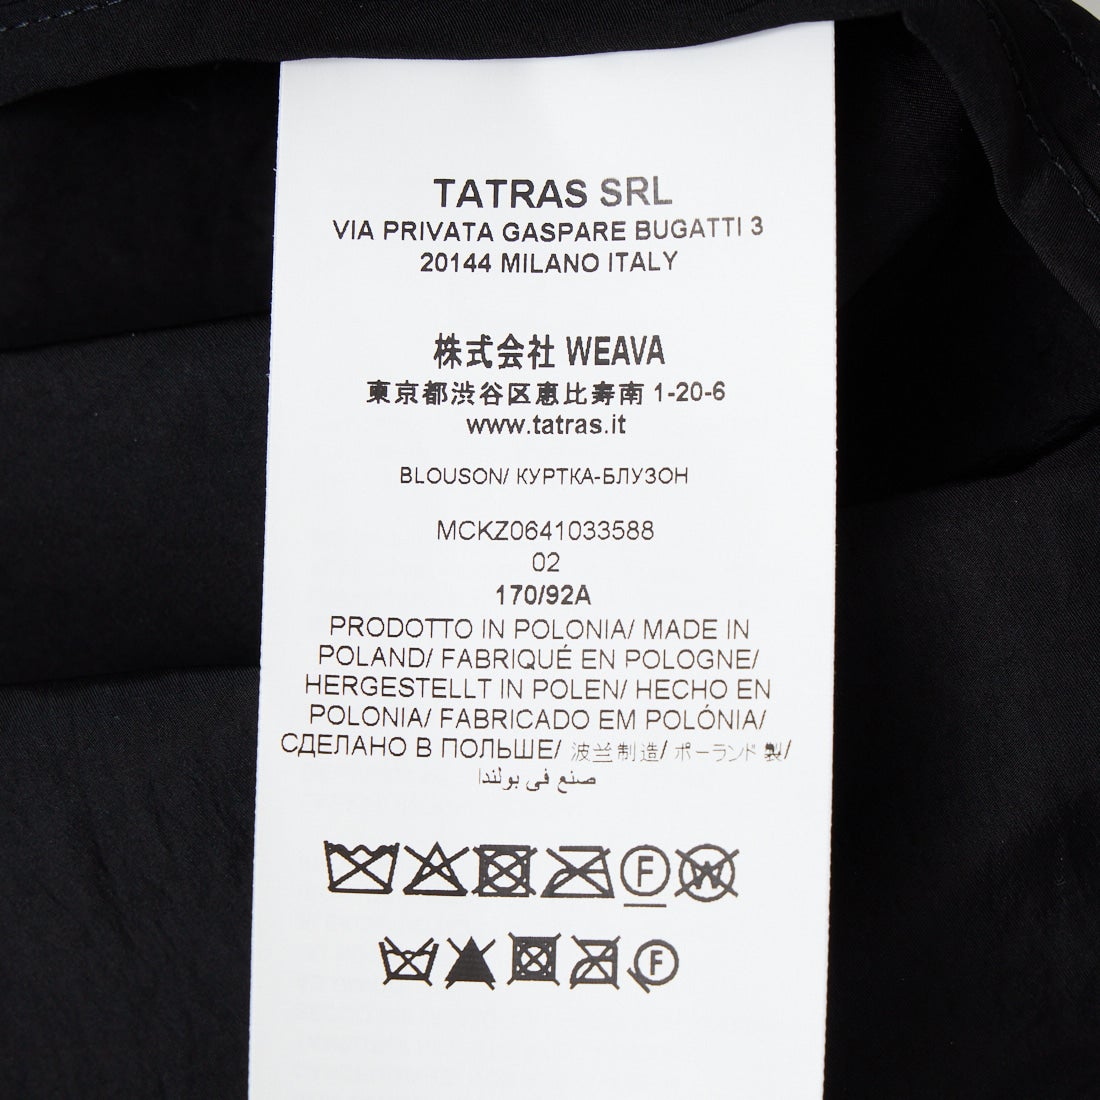 TATRAS SRL
VIA PRIVATA GASPARE BUGATTI 3
20144 MILANO ITALY
株式会社 WEAVA
東京都渋谷区恵比寿南 1-20-6
www.tatras.it
BLOUSON/ КУРТКА-БЛУЗОН
MCKZ0641033588
02
170/92A
PRODOTTO IN POLONIA/ MADE IN
POLAND/ FABRIQUÉ EN POLOGNE/
HERGESTELLT IN POLEN/ HECHO EN
POLONIA/ FABRICADO EM POLÓNIA/
СДЕЛАНО В ПОЛЬШЕ/ 波兰制造/ ポーランド製/
صنع في بولندا
F W
F